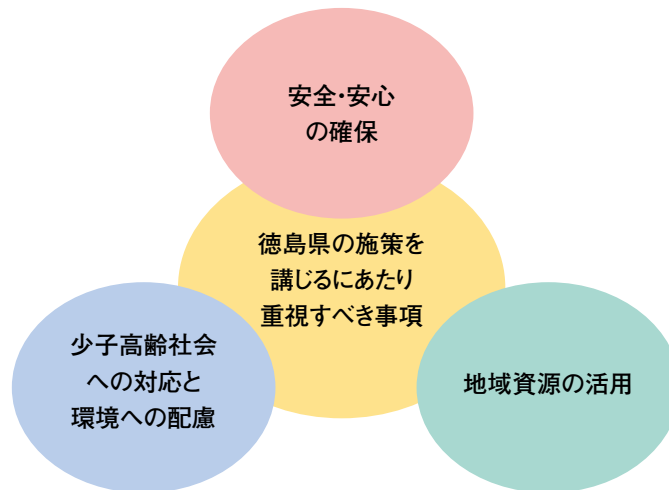 安全・安心
の確保
徳島県の施策を
講じるにあたり
重視すべき事項
少子高齢社会
への対応と
環境への配慮
地域資源の活用